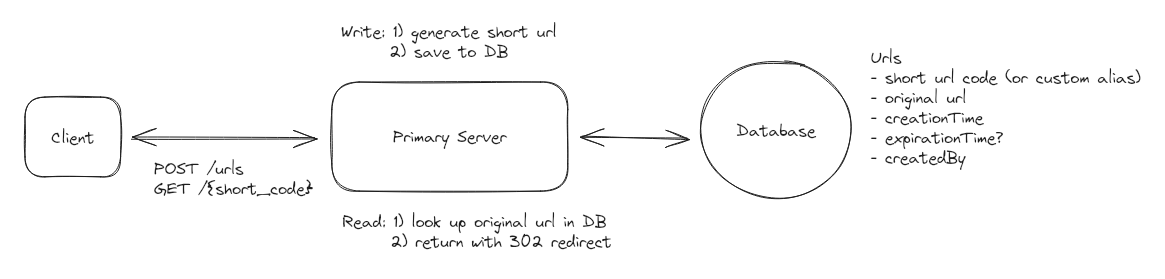 Write: 1) generate short url
2) save to DB
Client
POST /urls
GET /{short_code}
Primary Server
Read: 1) look up original url in DB
2) return with 302 redirect
Database
Urls
- short url code (or custom alias)
- original url
- creationTime
- expirationTime?
- createdBy